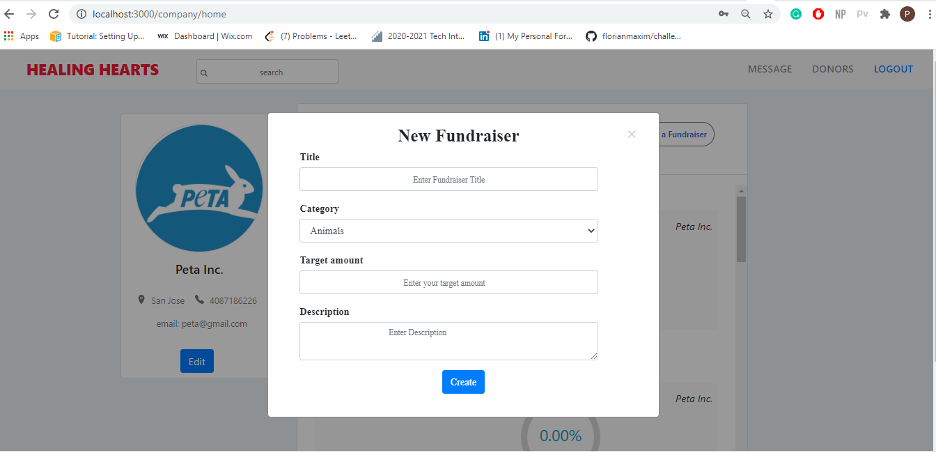 localhost:3000/company/home
NP Pv P
Apps Tutorial: Setting Up... WIX Dashboard | Wix.com (7) Problems - Leet... 2020-2021 Tech Int... in (1) My Personal For... florianmaxim/challe...
HEALING HEARTS search MESSAGE DONORS LOGOUT
New Fundraiser ×
a Fundraiser
Title
Enter Fundraiser Title
PeTA
Category
Peta Inc.
Animals
Target amount
Peta Inc.
Enter your target amount
San Jose 4087186226
Description
email: peta@gmail.com
Enter Description
Edit
Create
Peta Inc.
0.00%